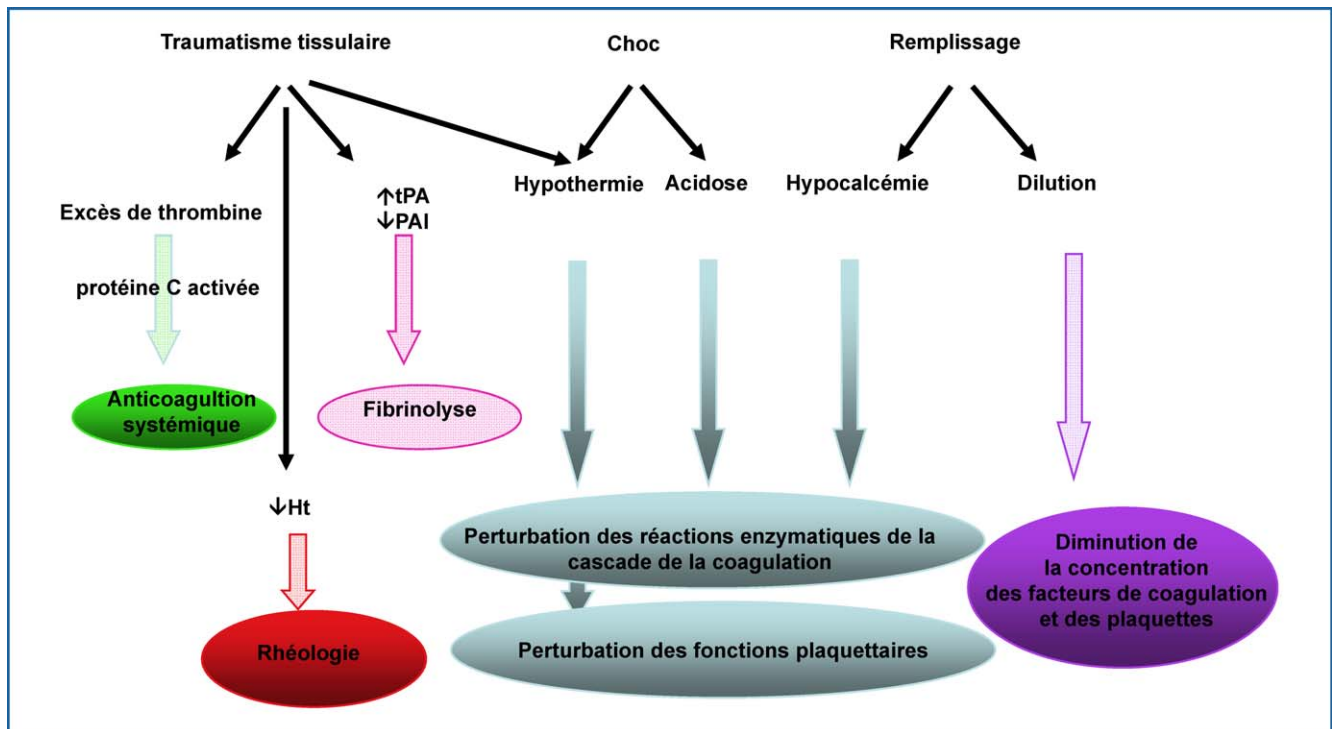 Traumatisme tissulaire
Choc
Remplissage
Hypothermie
Acidose
Hypocalcémie
Dilution
↑tPA
↓PAI
Excès de thrombine
protéine C activée
Anticoagultion
systémique
Fibrinolyse
↓Ht
Rhéologie
Perturbation des réactions enzymatiques de la
cascade de la coagulation
Perturbation des fonctions plaquettaires
Diminution de
la concentration
des facteurs de coagulation
et des plaquettes